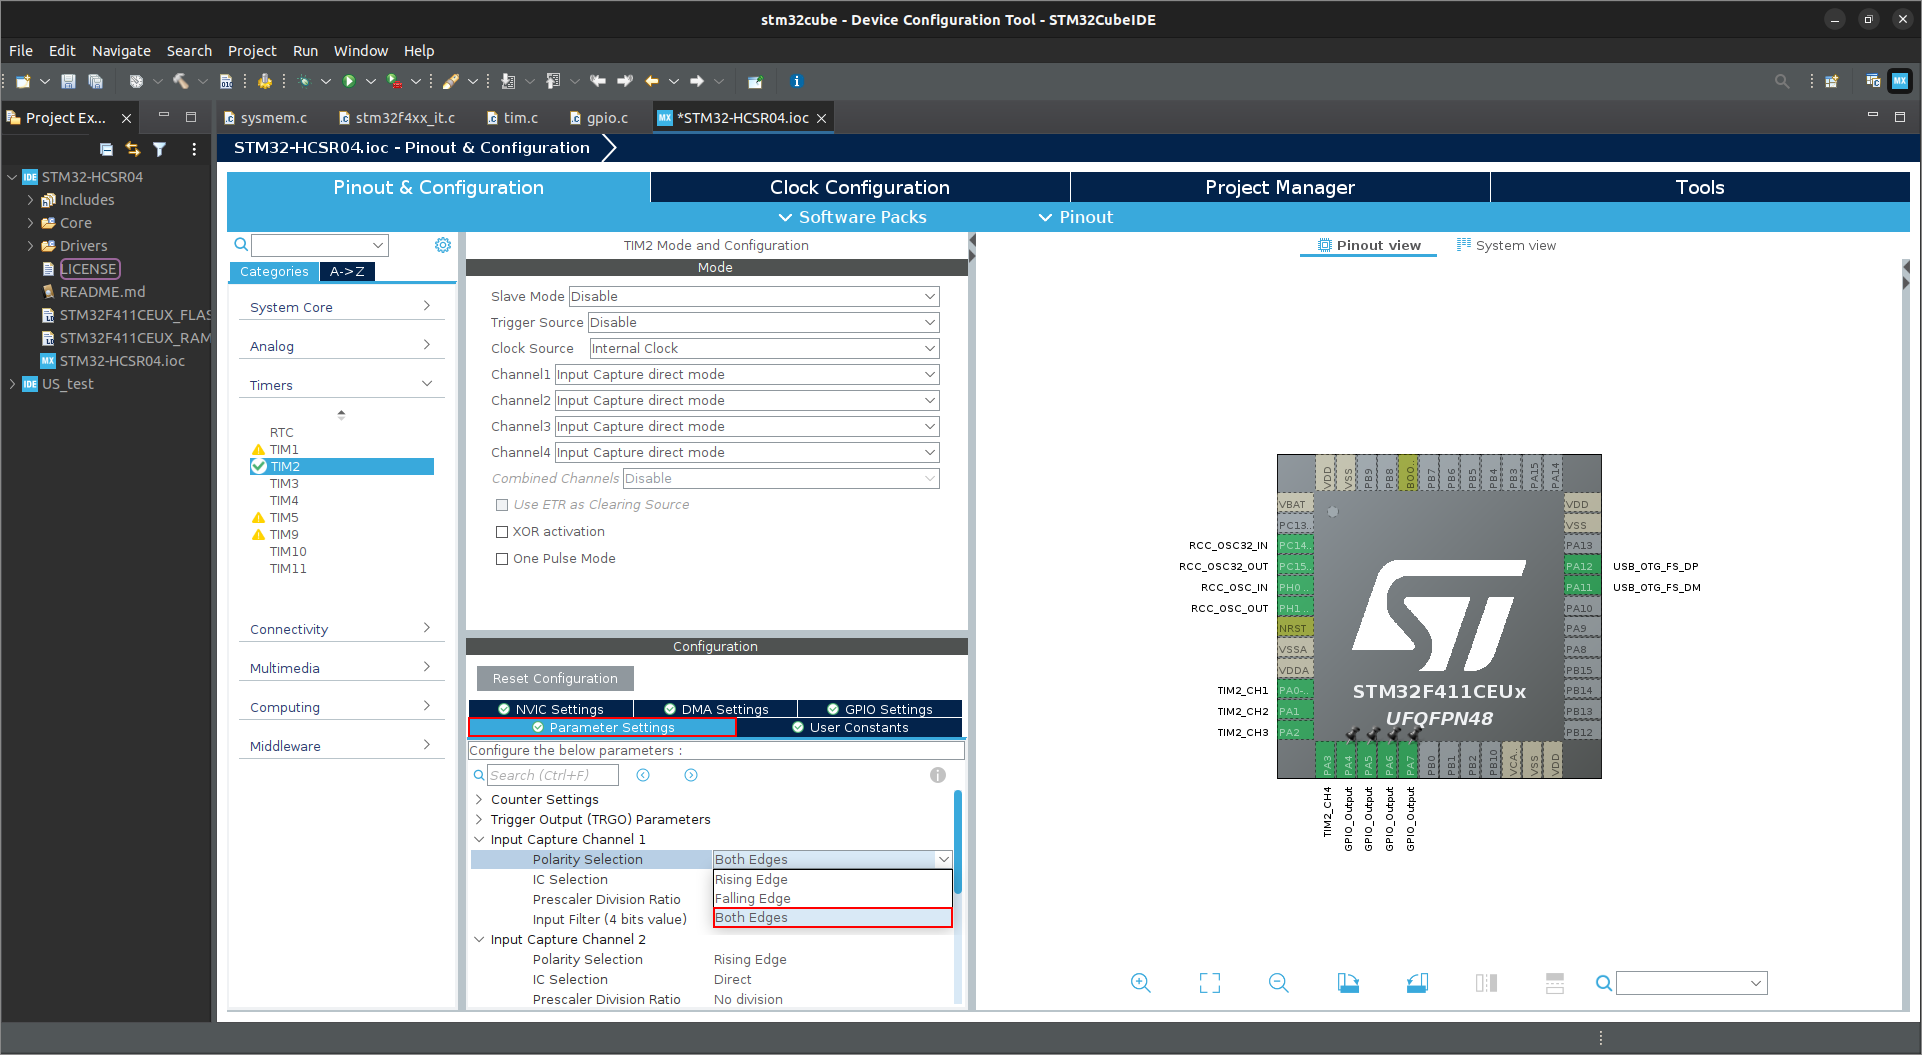 stm32cube - Device Configuration Tool - STM32CubeIDE
File Edit Navigate Search Project Run Window Help
Project Ex...
sysmem.c
stm32f4xx_it.c
tim.c
gpio.c
MX *STM32-HCSR04.ioc
STM32-HCSR04.ioc - Pinout & Configuration
IDE STM32-HCSR04
Includes
Core
Drivers
LICENSE
README.md
STM32F411CEUX_FLAS
STM32F411CEUX_RAM
MX STM32-HCSR04.ioc
IDE US_test
Pinout & Configuration
Clock Configuration
Project Manager
Tools
Software Packs
Pinout
Categories
A->Z
System Core
Analog
Timers
RTC
TIM1
TIM2
TIM3
TIM4
TIM5
TIM9
TIM10
TIM11
Connectivity
Multimedia
Computing
Middleware
TIM2 Mode and Configuration
Mode
Slave Mode Disable
Trigger Source Disable
Clock Source Internal Clock
Channel1 Input Capture direct mode
Channel2 Input Capture direct mode
Channel3 Input Capture direct mode
Channel4 Input Capture direct mode
Combined Channels Disable
Use ETR as Clearing Source
XOR activation
One Pulse Mode
Configuration
Reset Configuration
NVIC Settings
DMA Settings
GPIO Settings
Parameter Settings
User Constants
Configure the below parameters :
Search (Ctrl+F)
Counter Settings
Trigger Output (TRGO) Parameters
Input Capture Channel 1
Polarity Selection Both Edges
IC Selection
Rising Edge
Prescaler Division Ratio
Falling Edge
Input Filter (4 bits value)
Both Edges
Input Capture Channel 2
Polarity Selection Rising Edge
IC Selection Direct
Prescaler Division Ratio No division
Pinout view
System view
VDD VSS PB9 PB8 BOO.. PB7 PB6 PB5 PB4 PB3 PA15 PA14
VBAT
PC13..
RCC_OSC32_IN PC14..
RCC_OSC32_OUT PC15..
RCC_OSC_IN PH0 ..
RCC_OSC_OUT PH1 ..
NRST
VSSA
VDDA
TIM2_CH1 PA0-..
TIM2_CH2 PA1
TIM2_CH3 PA2
ST
STM32F411CEUx
UFQFPN48
VDD
VSS
PA13
PA12 USB_OTG_FS_DP
PA11 USB_OTG_FS_DM
PA10
PA9
PA8
PB15
PB14
PB13
PB12
PA3 PA4 PA5 PA6 PA7 PB0 PB1 PB2 PB10 VCA.. VSS VDD
TIM2_CH4
GPIO_Output
GPIO_Output
GPIO_Output
GPIO_Output